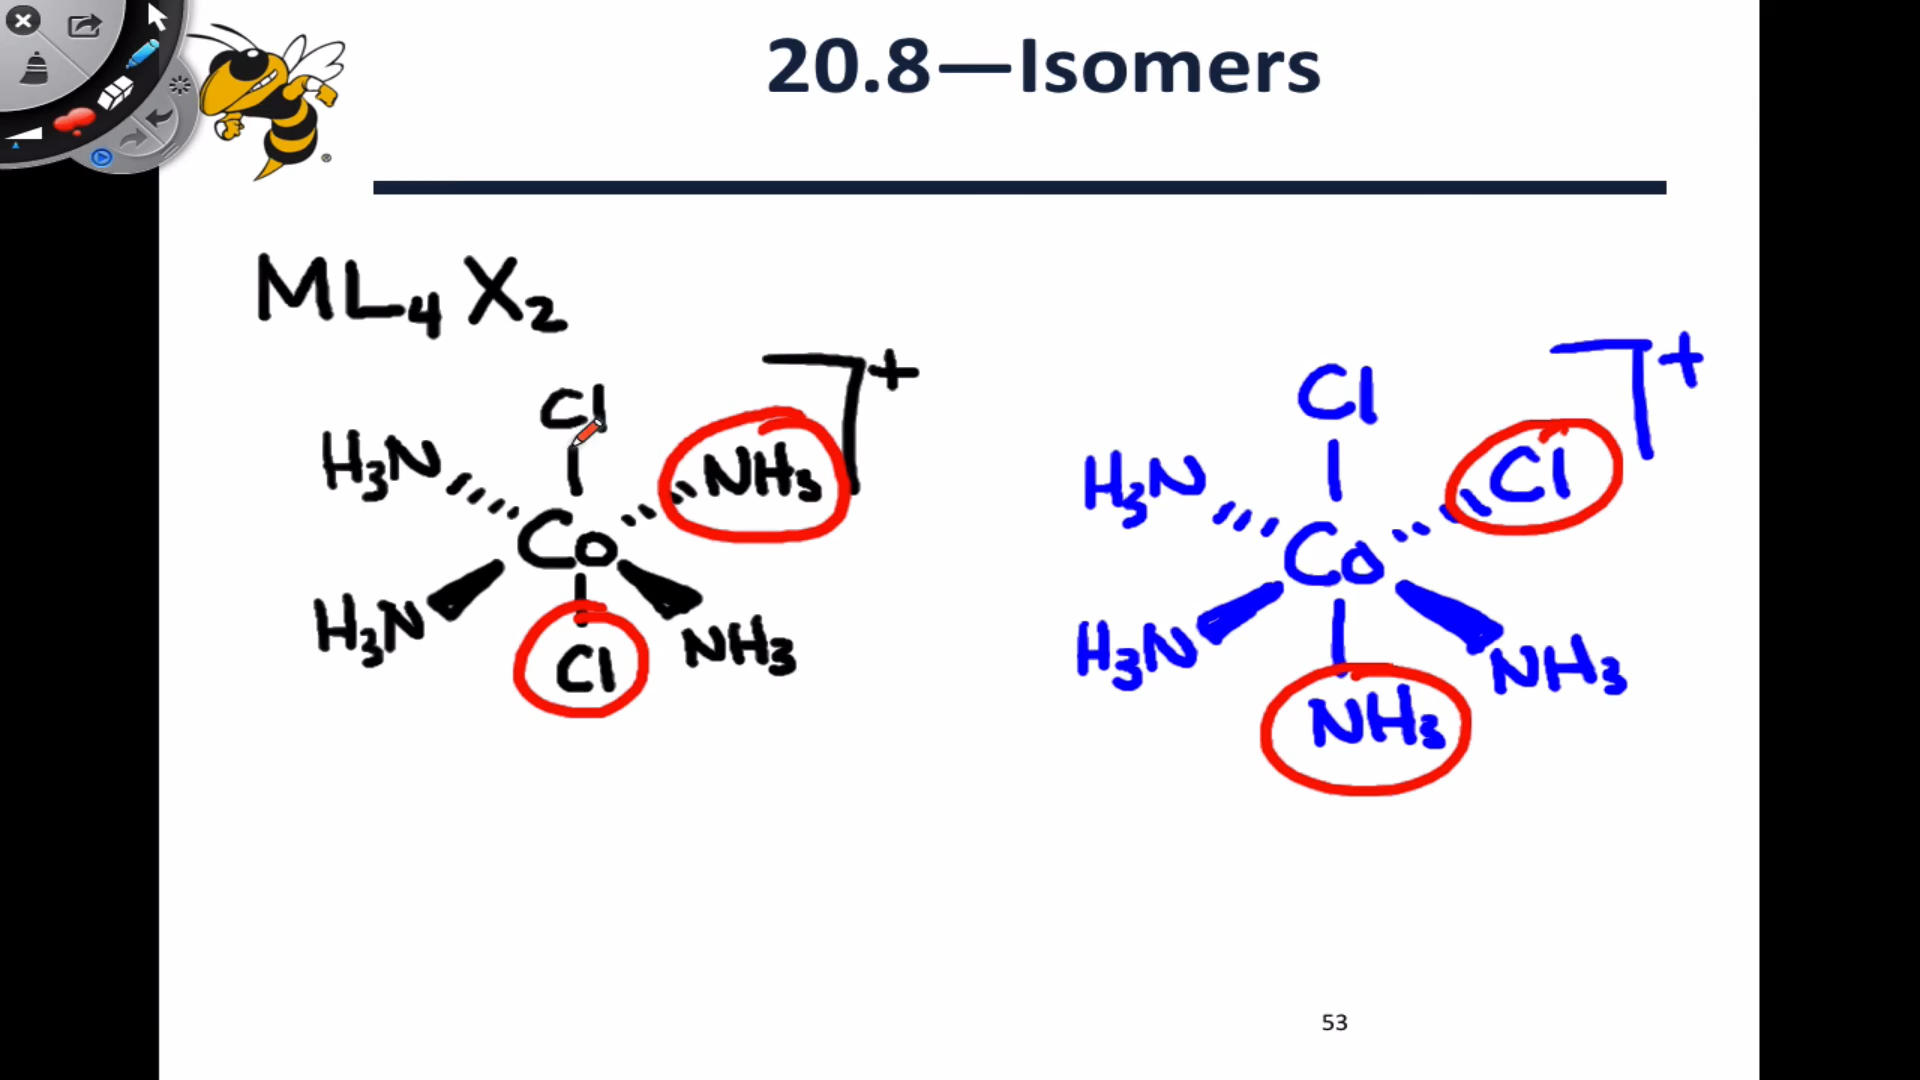 20.8—Isomers
ML₄X₂
Cl
H₃N
NH₃
Co
H₃N
Cl
NH₃
+
Cl
H₃N
Cl
Co
H₃N
NH₃
NH₃
+
53